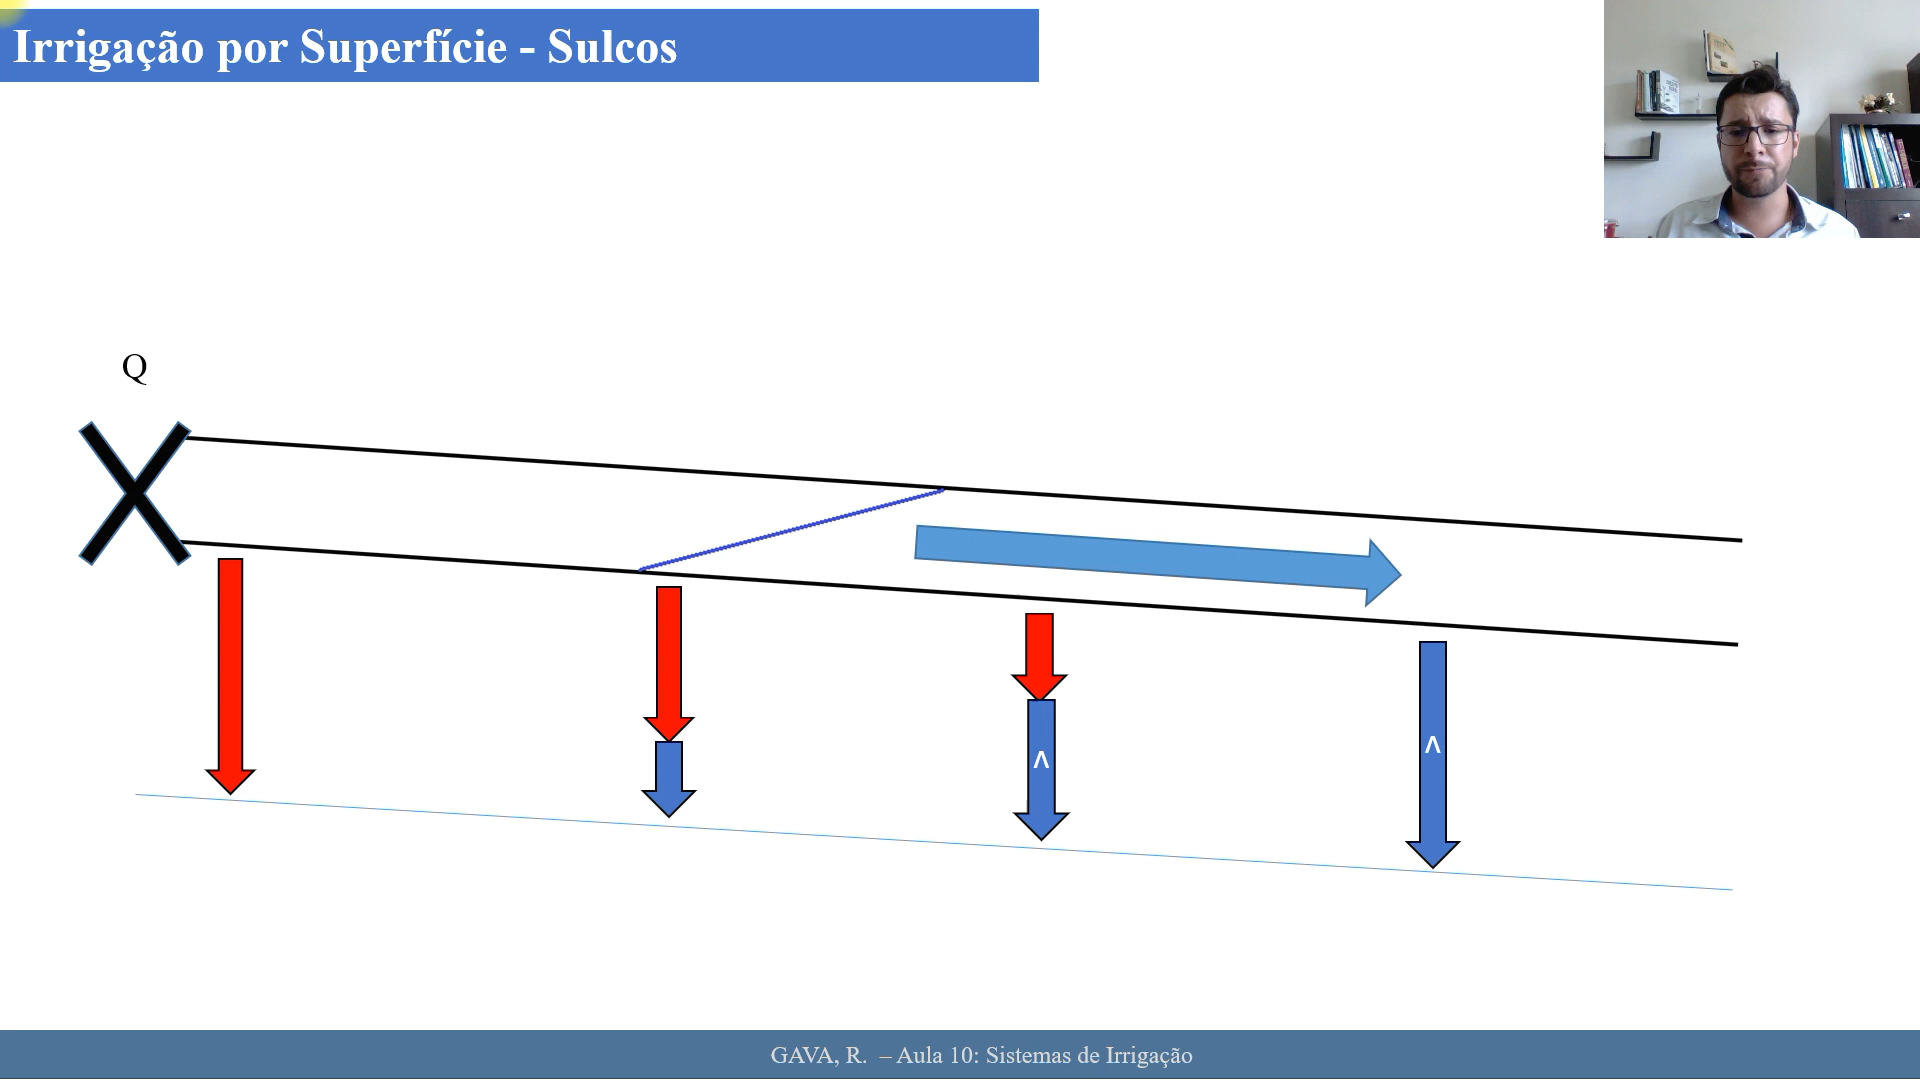 Irrigação por Superfície - Sulcos
Q
^
^
GAVA, R. – Aula 10: Sistemas de Irrigação